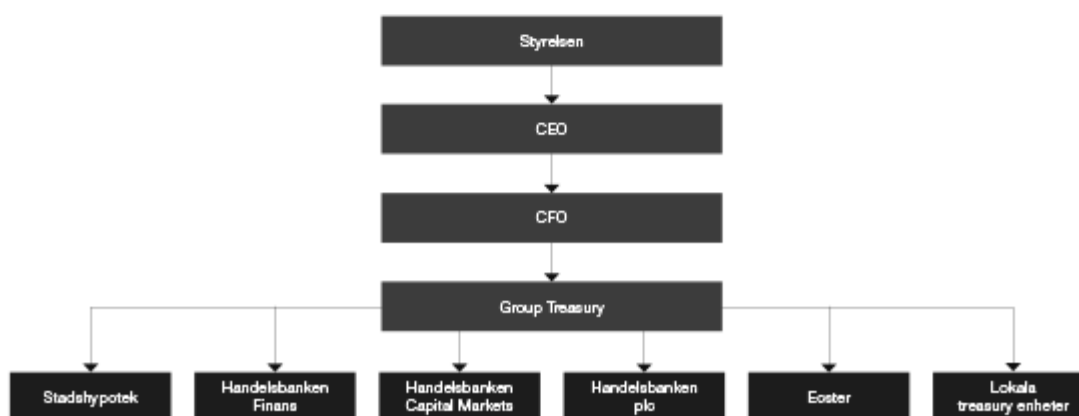 Styrelsen
CEO
CFO
Group Treasury
Stadshypotek
Handelsbanken
Finans
Handelsbanken
Capital Markets
Handelsbanken
plc
Ecster
Lokala
treasury enheter